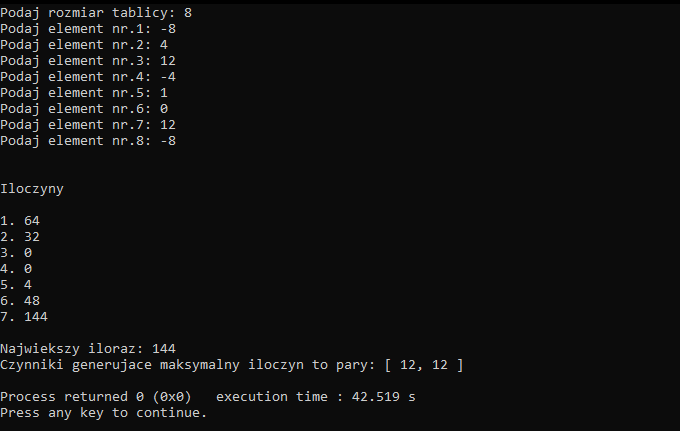 Podaj rozmiar tablicy: 8
Podaj element nr.1: -8
Podaj element nr.2: 4
Podaj element nr.3: 12
Podaj element nr.4: -4
Podaj element nr.5: 1
Podaj element nr.6: 0
Podaj element nr.7: 12
Podaj element nr.8: -8
Iloczyny
1. 64
2. 32
3. 0
4. 0
5. 4
6. 48
7. 144
Najwiekszy iloraz: 144
Czynniki generujace maksymalny iloczyn to pary: [ 12, 12 ]
Process returned 0 (0x0)   execution time : 42.519 s
Press any key to continue.